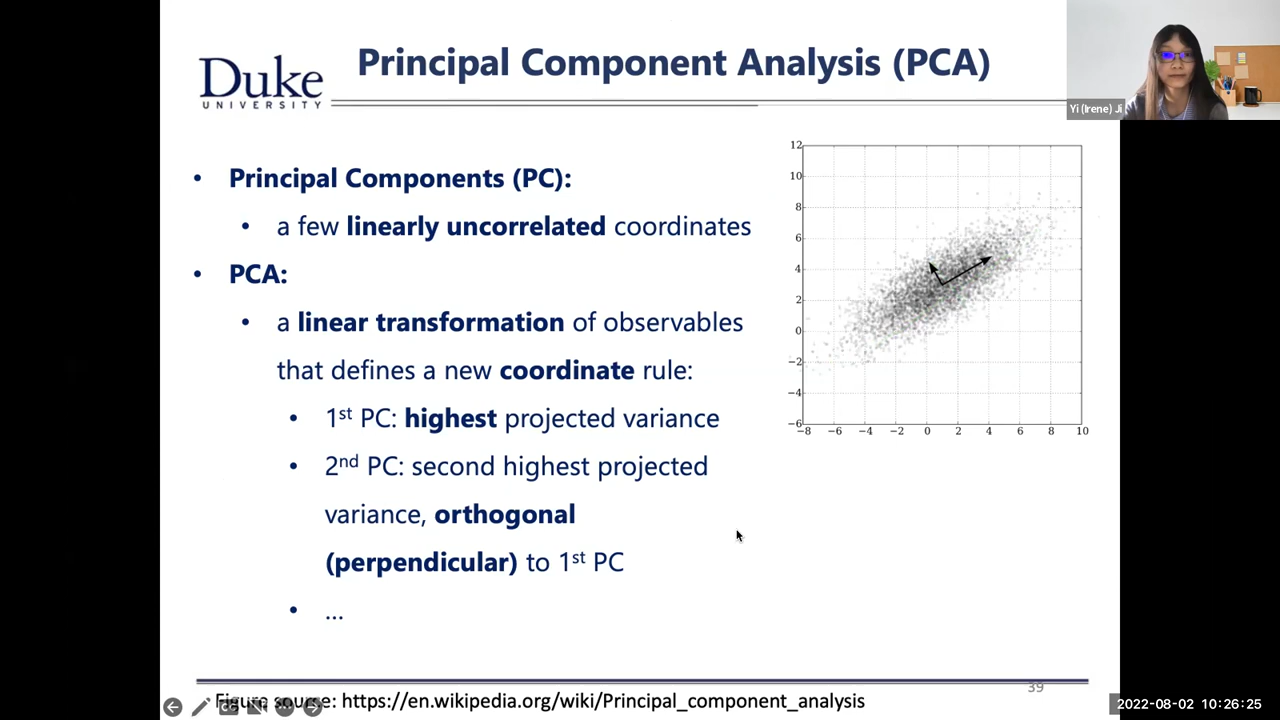 Principal Component Analysis (PCA)
Duke
UNIVERSITY
Yi (Irene) Ji
• Principal Components (PC):
• a few linearly uncorrelated coordinates
• PCA:
• a linear transformation of observables
that defines a new coordinate rule:
• 1st PC: highest projected variance
• 2nd PC: second highest projected
variance, orthogonal
(perpendicular) to 1st PC
• ...
12
10
8
6
4
2
0
−2
−4
−6
−8 −6 −4 −2 0 2 4 6 8 10
39
Figure source: https://en.wikipedia.org/wiki/Principal_component_analysis
2022-08-02 10:26:25